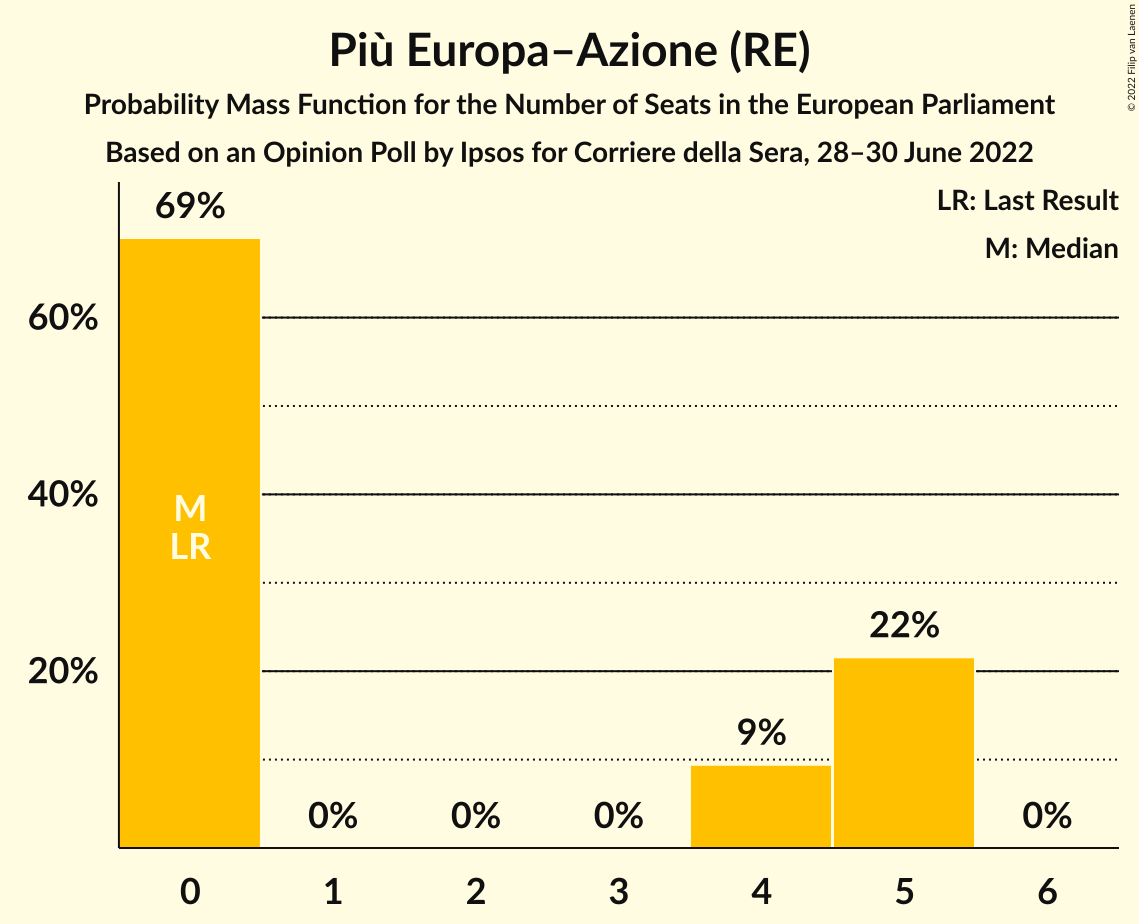 Più Europa–Azione (RE)
Probability Mass Function for the Number of Seats in the European Parliament
Based on an Opinion Poll by Ipsos for Corriere della Sera, 28–30 June 2022
© 2022 Filip van Laenen
LR: Last Result
M: Median
69%
60%
40%
20%
M
LR
0%
0%
0%
9%
22%
0%
0
1
2
3
4
5
6